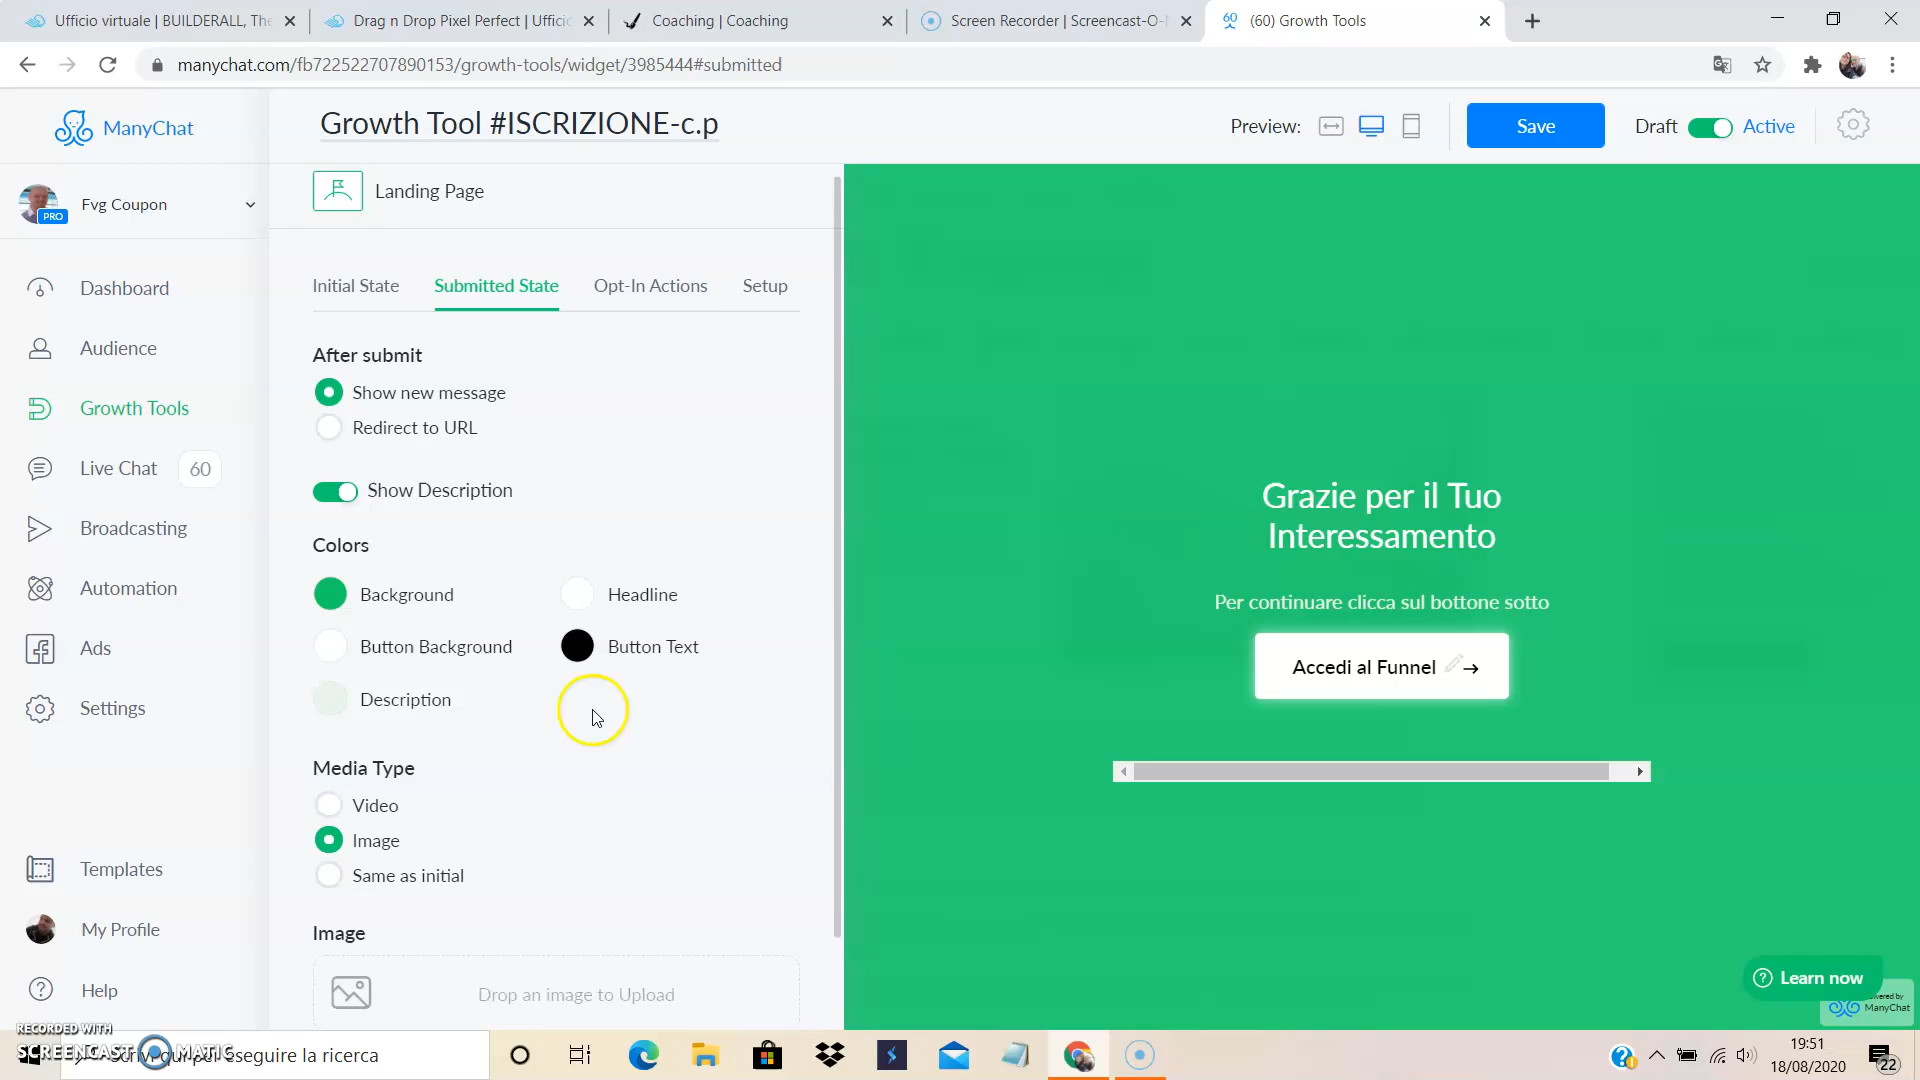 Ufficio virtuale | BUILDERALL, The
Drag n Drop Pixel Perfect | Uffici
Coaching | Coaching
Screen Recorder | Screencast-O-
(60) Growth Tools
manychat.com/fb722522707890153/growth-tools/widget/3985444#submitted
ManyChat
Growth Tool #ISCRIZIONE-c.p
Preview:
Save
Draft
Active
Fvg Coupon
PRO
Landing Page
Dashboard
Audience
Growth Tools
Live Chat 60
Broadcasting
Automation
Ads
Settings
Templates
My Profile
Help
Initial State
Submitted State
Opt-In Actions
Setup
After submit
Show new message
Redirect to URL
Show Description
Colors
Background
Headline
Button Background
Button Text
Description
Media Type
Video
Image
Same as initial
Image
Drop an image to Upload
Grazie per il Tuo
Interessamento
Per continuare clicca sul bottone sotto
Accedi al Funnel →
Learn now
ManyChat
RECORDED WITH
SCREENCAST MATIC
eseguire la ricerca
19:51
18/08/2020
22